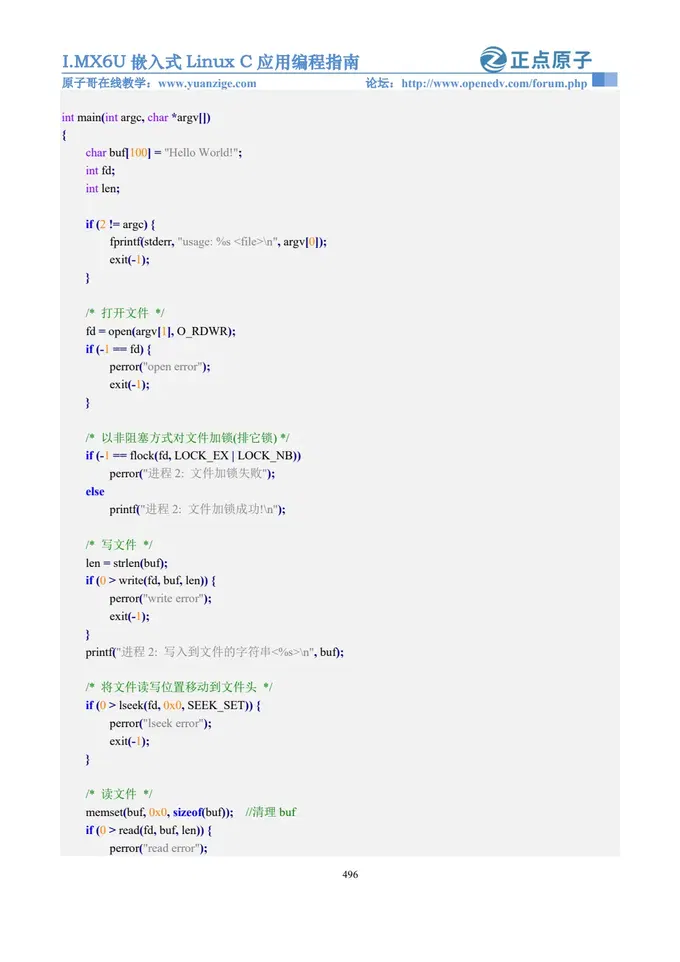 I.MX6U 嵌入式 Linux C 应用编程指南
正点原子
原子哥在线教学：www.yuanzige.com 论坛：http://www.openedv.com/forum.php
int main(int argc, char *argv[])
{
char buf[100] = "Hello World!";
int fd;
int len;
if (2 != argc) {
fprintf(stderr, "usage: %s <file>\n", argv[0]);
exit(-1);
}
/* 打开文件 */
fd = open(argv[1], O_RDWR);
if (-1 == fd) {
perror("open error");
exit(-1);
}
/* 以非阻塞方式对文件加锁(排它锁) */
if (-1 == flock(fd, LOCK_EX | LOCK_NB))
perror("进程 2: 文件加锁失败");
else
printf("进程 2: 文件加锁成功!\n");
/* 写文件 */
len = strlen(buf);
if (0 > write(fd, buf, len)) {
perror("write error");
exit(-1);
}
printf("进程 2: 写入到文件的字符串<%s>\n", buf);
/* 将文件读写位置移动到文件头 */
if (0 > lseek(fd, 0x0, SEEK_SET)) {
perror("lseek error");
exit(-1);
}
/* 读文件 */
memset(buf, 0x0, sizeof(buf)); //清理 buf
if (0 > read(fd, buf, len)) {
perror("read error");
496